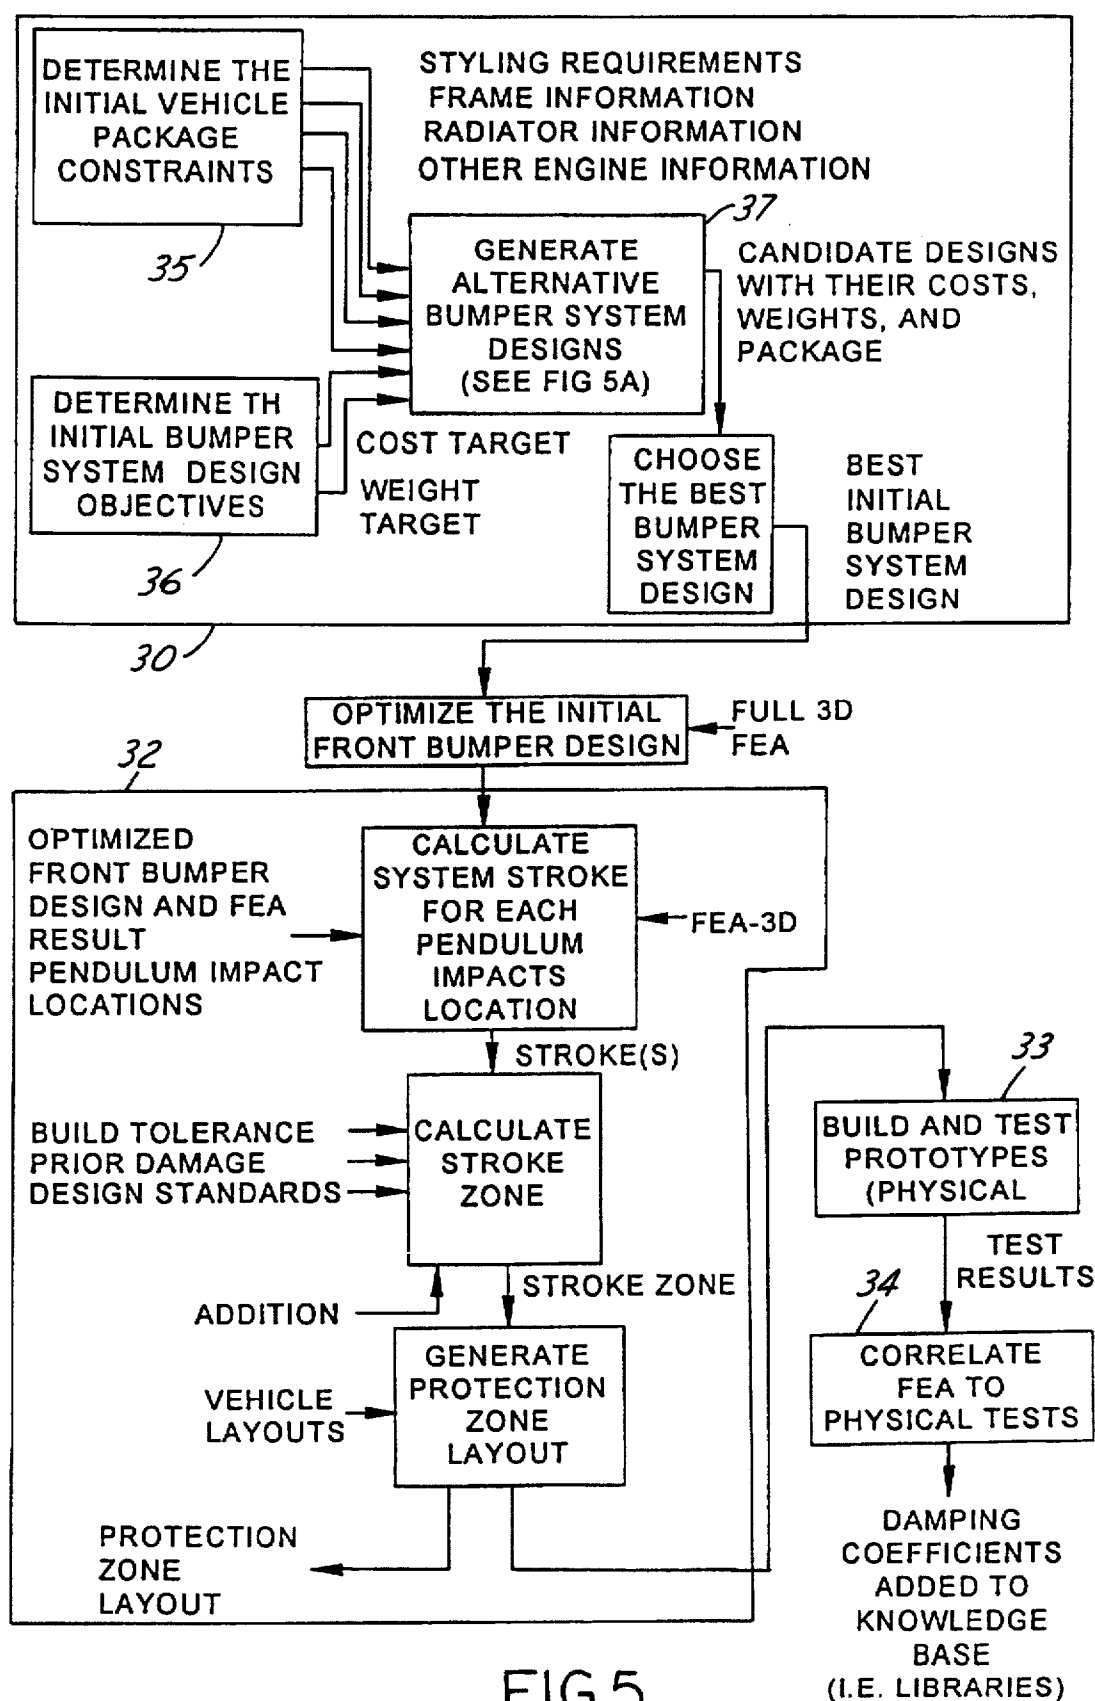 DETERMINE THE
INITIAL VEHICLE
PACKAGE
CONSTRAINTS
35
STYLING REQUIREMENTS
FRAME INFORMATION
RADIATOR INFORMATION
OTHER ENGINE INFORMATION
37
GENERATE
ALTERNATIVE
BUMPER SYSTEM
DESIGNS
(SEE FIG 5A)
CANDIDATE DESIGNS
WITH THEIR COSTS,
WEIGHTS, AND
PACKAGE
DETERMINE TH
INITIAL BUMPER
SYSTEM DESIGN
OBJECTIVES
36
COST TARGET
WEIGHT
TARGET
CHOOSE
THE BEST
BUMPER
SYSTEM
DESIGN
BEST
INITIAL
BUMPER
SYSTEM
DESIGN
30
OPTIMIZE THE INITIAL
FRONT BUMPER DESIGN
FULL 3D
FEA
32
OPTIMIZED
FRONT BUMPER
DESIGN AND FEA
RESULT
PENDULUM IMPACT
LOCATIONS
CALCULATE
SYSTEM STROKE
FOR EACH
PENDULUM
IMPACTS
LOCATION
FEA-3D
STROKE(S)
BUILD TOLERANCE
PRIOR DAMAGE
DESIGN STANDARDS
CALCULATE
STROKE
ZONE
ADDITION
STROKE ZONE
VEHICLE
LAYOUTS
GENERATE
PROTECTION
ZONE
LAYOUT
PROTECTION
ZONE
LAYOUT
33
BUILD AND TEST
PROTOTYPES
(PHYSICAL
TEST
RESULTS
34
CORRELATE
FEA TO
PHYSICAL TESTS
DAMPING
COEFFICIENTS
ADDED TO
KNOWLEDGE
BASE
(I.E. LIBRARIES)
FIG.5